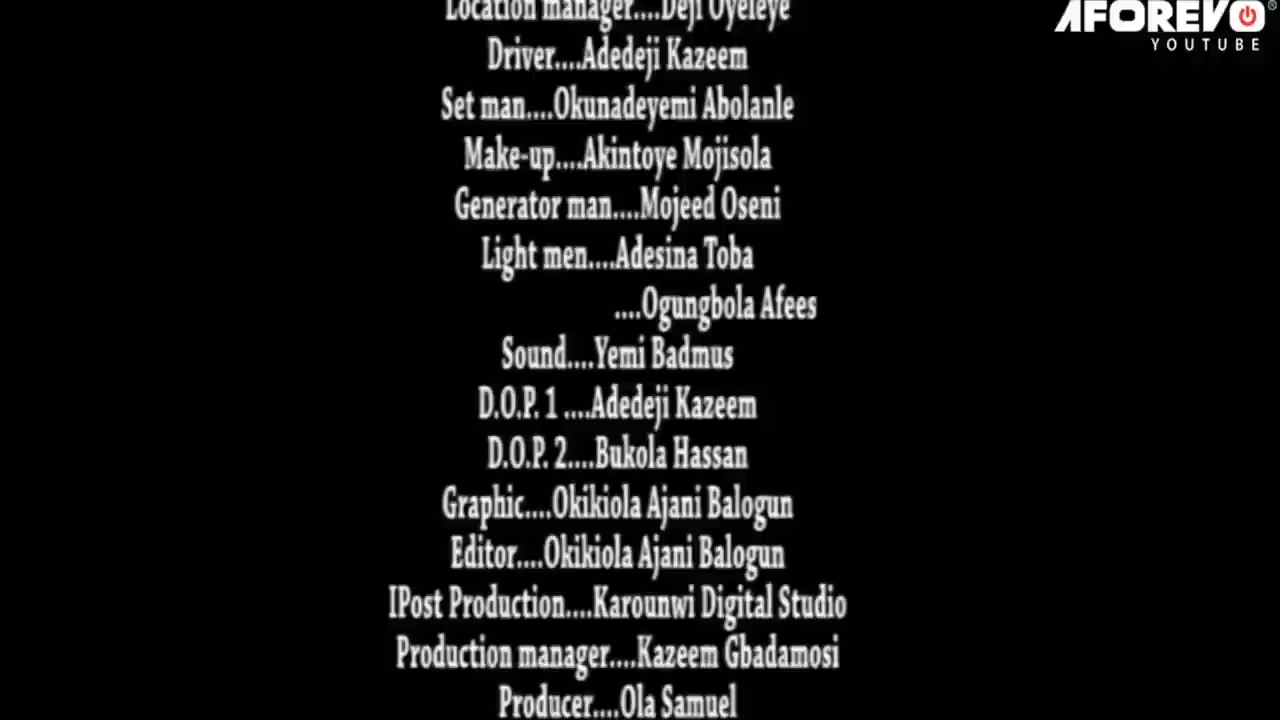 Location manager....Deji Oyeleye
AFOREVO®
YOUTUBE
Driver....Adedeji Kazeem
Set man....Okunadeyemi Abolanle
Make-up....Akintoye Mojisola
Generator man....Mojeed Oseni
Light men....Adesina Toba
....Ogungbola Afees
Sound....Yemi Badmus
D.O.P. 1 ....Adedeji Kazeem
D.O.P. 2....Bukola Hassan
Graphic....Okikiola Ajani Balogun
Editor....Okikiola Ajani Balogun
IPost Production....Karounwi Digital Studio
Production manager....Kazeem Gbadamosi
Producer....Ola Samuel